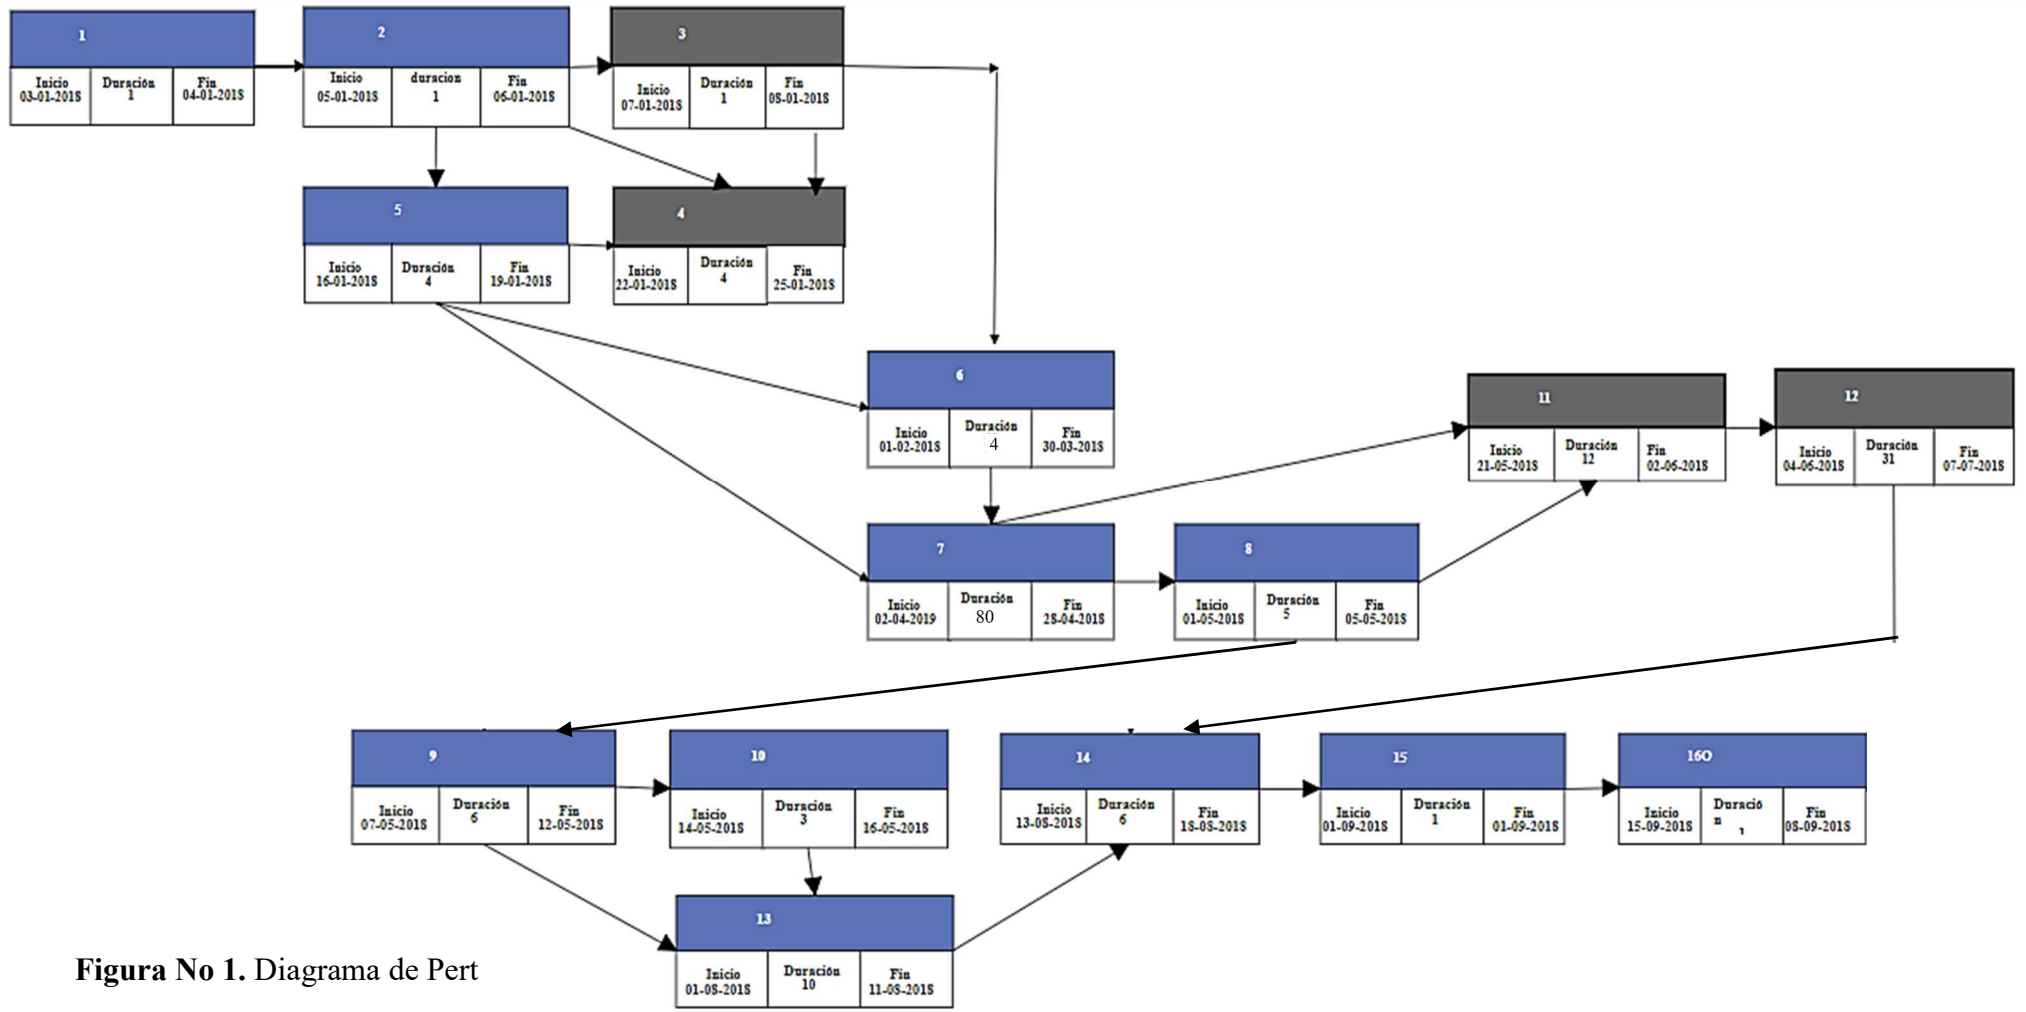 1
Inicio
03-01-2018
Duración
1
Fin
04-01-2018
2
Inicio
05-01-2018
duracion
1
Fin
06-01-2018
3
Inicio
07-01-2018
Duración
1
Fin
08-01-2018
5
Inicio
16-01-2018
Duración
4
Fin
19-01-2018
4
Inicio
22-01-2018
Duración
4
Fin
25-01-2018
6
Inicio
01-02-2018
Duración
4
Fin
30-03-2018
11
Inicio
21-05-2018
Duración
12
Fin
02-06-2018
12
Inicio
04-06-2018
Duración
31
Fin
07-07-2018
7
Inicio
02-04-2019
Duración
80
Fin
28-04-2018
8
Inicio
01-05-2018
Duración
5
Fin
05-05-2018
9
Inicio
07-05-2018
Duración
6
Fin
12-05-2018
10
Inicio
14-05-2018
Duración
3
Fin
16-05-2018
14
Inicio
13-08-2018
Duración
6
Fin
18-08-2018
15
Inicio
01-09-2018
Duración
1
Fin
01-09-2018
16O
Inicio
15-09-2018
Duració
n
1
Fin
08-09-2018
13
Inicio
01-08-2018
Duración
10
Fin
11-08-2018
Figura No 1. Diagrama de Pert